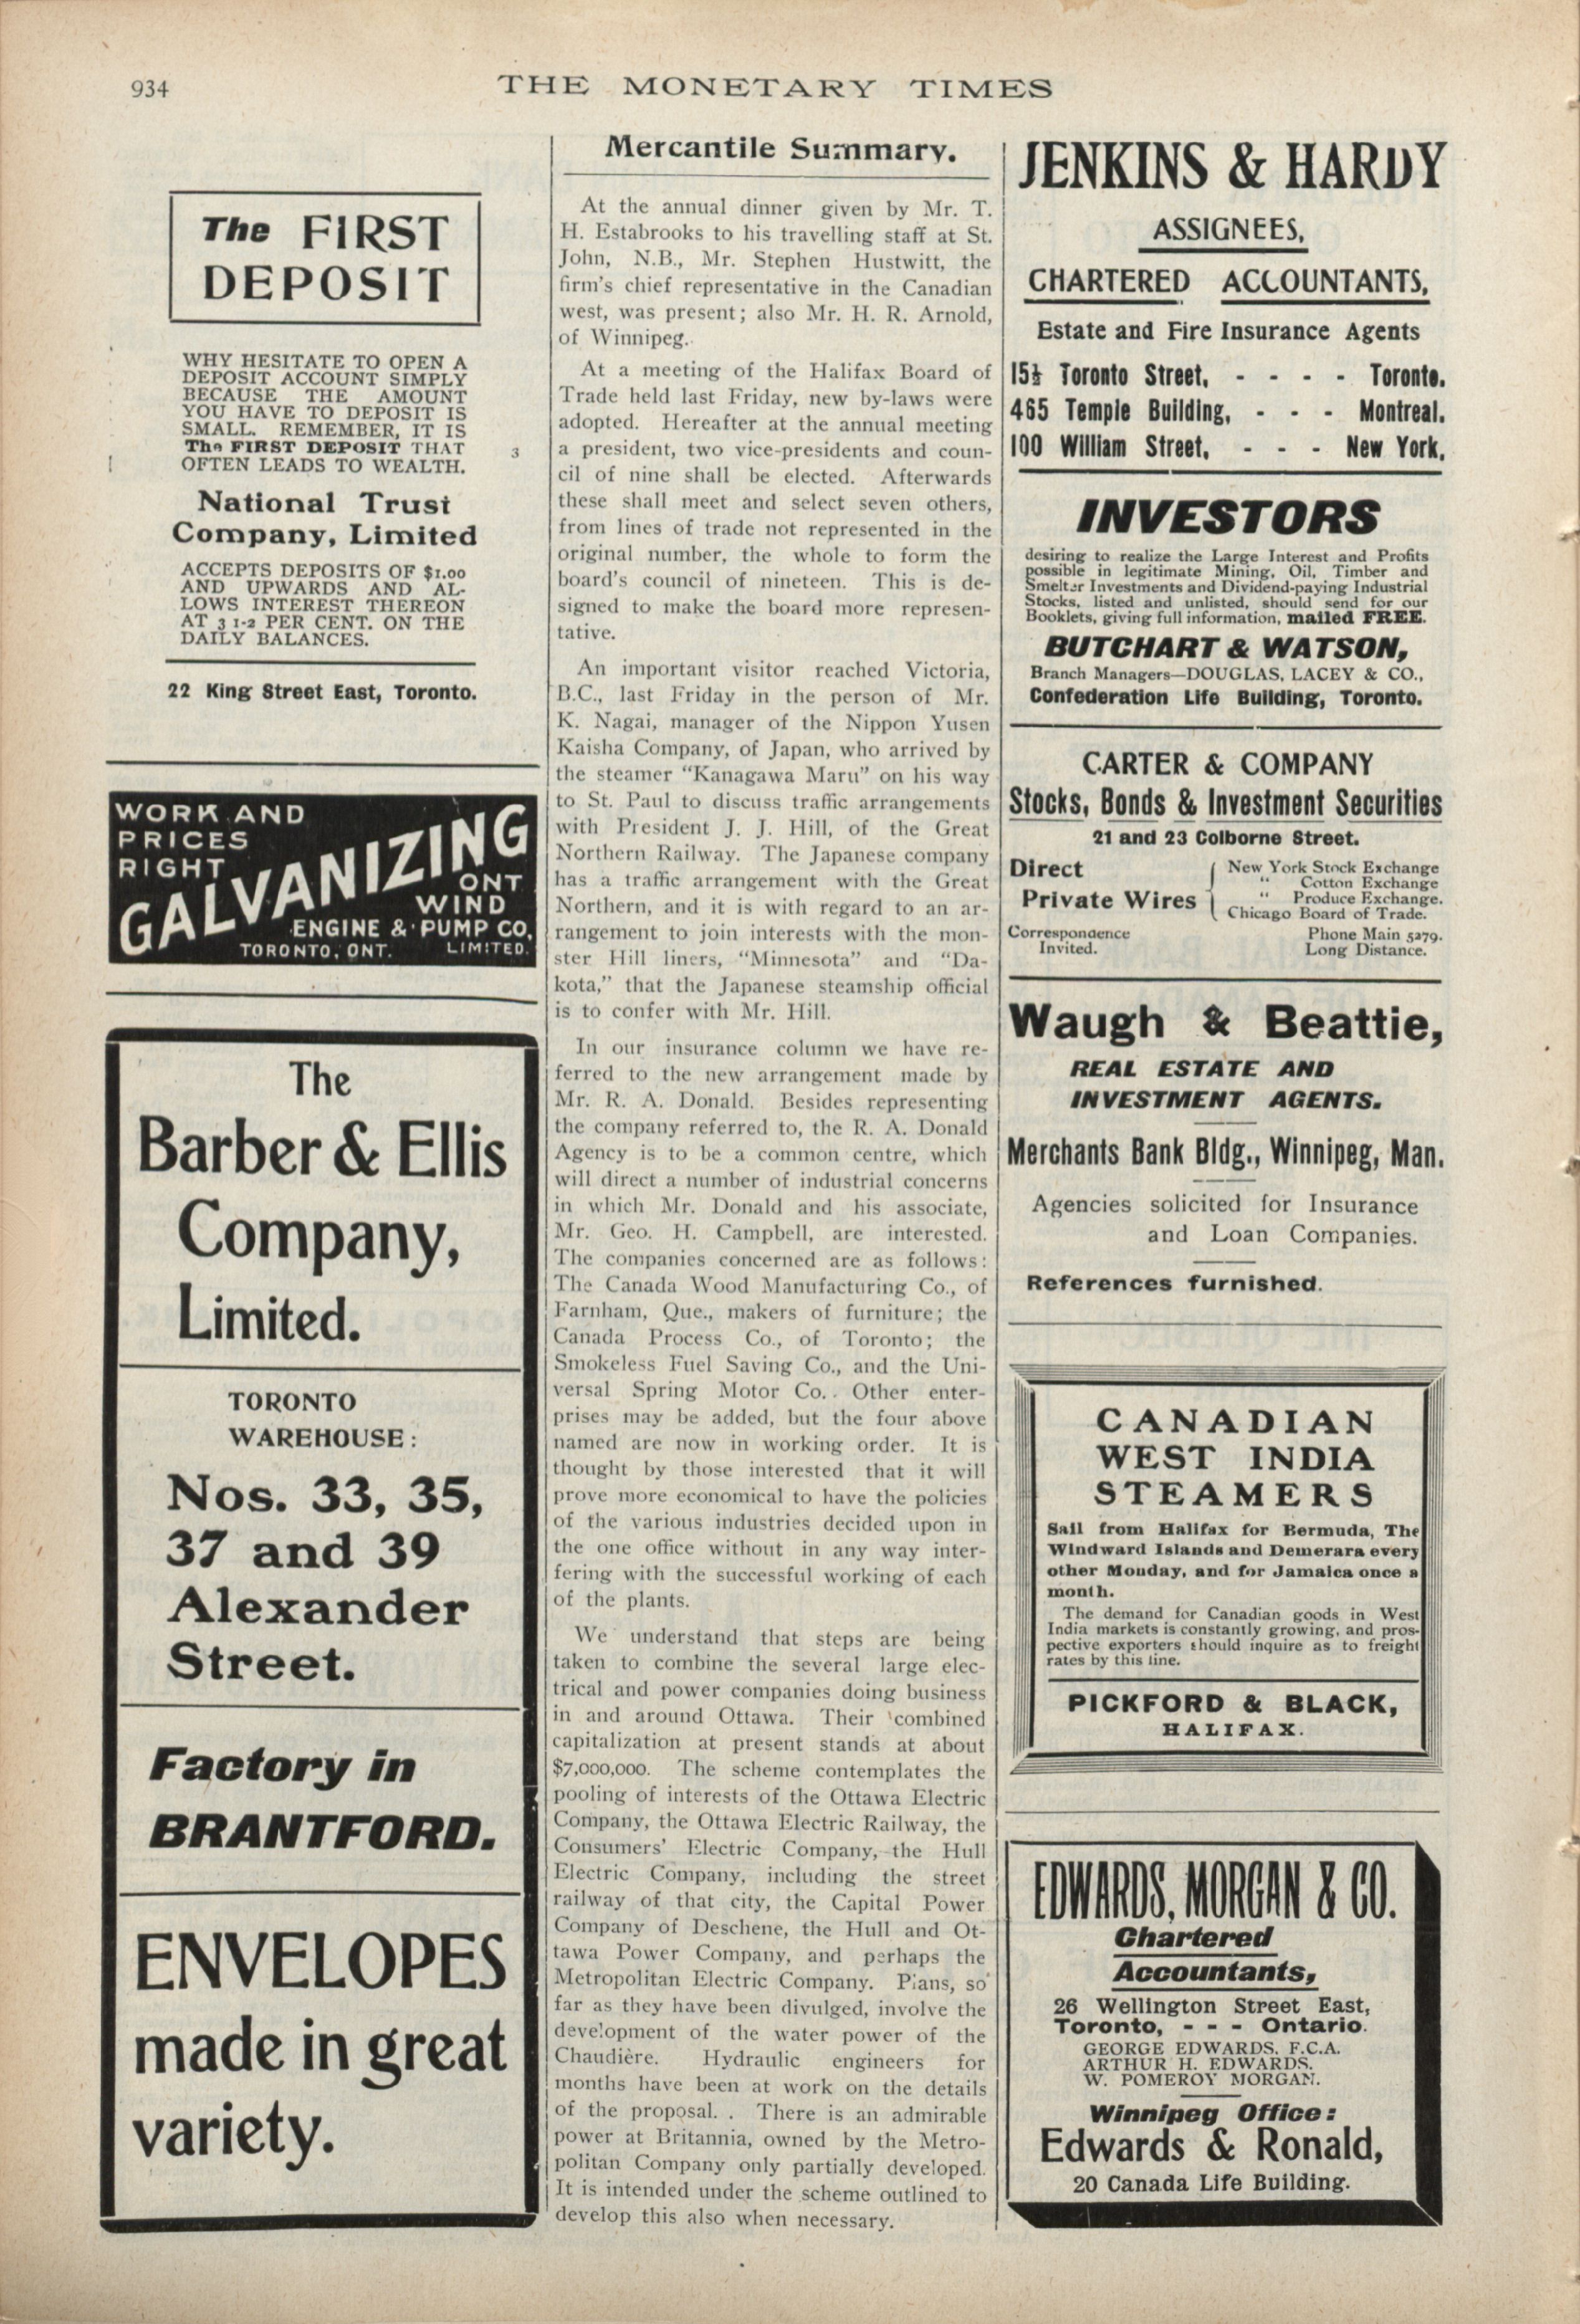 934
THE MONETARY TIMES
The FIRST
DEPOSIT
WHY HESITATE TO OPEN A
DEPOSIT ACCOUNT SIMPLY
BECAUSE THE AMOUNT
YOU HAVE TO DEPOSIT IS
SMALL. REMEMBER, IT IS
The FIRST DEPOSIT THAT
OFTEN LEADS TO WEALTH.
3
National Trust
Company, Limited
ACCEPTS DEPOSITS OF $1.00
AND UPWARDS AND AL-
LOWS INTEREST THEREON
AT 3 1-2 PER CENT. ON THE
DAILY BALANCES.
22 King Street East, Toronto.
WORK AND
PRICES
RIGHT
GALVANIZING
ONT
WIND
ENGINE & PUMP CO,
TORONTO, ONT. LIMITED.
The
Barber & Ellis
Company,
Limited.
TORONTO
WAREHOUSE:
Nos. 33, 35,
37 and 39
Alexander
Street.
Factory in
BRANTFORD.
ENVELOPES
made in great
variety.
Mercantile Summary.
At the annual dinner given by Mr. T.
H. Estabrooks to his travelling staff at St.
John, N.B., Mr. Stephen Hustwitt, the
firm's chief representative in the Canadian
west, was present; also Mr. H. R. Arnold,
of Winnipeg.
At a meeting of the Halifax Board of
Trade held last Friday, new by-laws were
adopted. Hereafter at the annual meeting
a president, two vice-presidents and coun-
cil of nine shall be elected. Afterwards
these shall meet and select seven others,
from lines of trade not represented in the
original number, the whole to form the
board's council of nineteen. This is de-
signed to make the board more represen-
tative.
An important visitor reached Victoria,
B.C., last Friday in the person of Mr.
K. Nagai, manager of the Nippon Yusen
Kaisha Company, of Japan, who arrived by
the steamer "Kanagawa Maru" on his way
to St. Paul to discuss traffic arrangements
with President J. J. Hill, of the Great
Northern Railway. The Japanese company
has a traffic arrangement with the Great
Northern, and it is with regard to an ar-
rangement to join interests with the mon-
ster Hill liners, "Minnesota" and "Da-
kota," that the Japanese steamship official
is to confer with Mr. Hill.
In our insurance column we have re-
ferred to the new arrangement made by
Mr. R. A. Donald. Besides representing
the company referred to, the R. A. Donald
Agency is to be a common centre, which
will direct a number of industrial concerns
in which Mr. Donald and his associate,
Mr. Geo. H. Campbell, are interested.
The companies concerned are as follows:
The Canada Wood Manufacturing Co., of
Farnham, Que., makers of furniture; the
Canada Process Co., of Toronto; the
Smokeless Fuel Saving Co., and the Uni-
versal Spring Motor Co.. Other enter-
prises may be added, but the four above
named are now in working order. It is
thought by those interested that it will
prove more economical to have the policies
of the various industries decided upon in
the one office without in any way inter-
fering with the successful working of each
of the plants.
We understand that steps are being
taken to combine the several large elec-
trical and power companies doing business
in and around Ottawa. Their combined
capitalization at present stands at about
$7,000,000. The scheme contemplates the
pooling of interests of the Ottawa Electric
Company, the Ottawa Electric Railway, the
Consumers' Electric Company, the Hull
Electric Company, including the street
railway of that city, the Capital Power
Company of Deschene, the Hull and Ot-
tawa Power Company, and perhaps the
Metropolitan Electric Company. Plans, so
far as they have been divulged, involve the
development of the water power of the
Chaudière. Hydraulic engineers for
months have been at work on the details
of the proposal. . There is an admirable
power at Britannia, owned by the Metro-
politan Company only partially developed.
It is intended under the scheme outlined to
develop this also when necessary.
JENKINS & HARDY
ASSIGNEES,
CHARTERED ACCOUNTANTS,
Estate and Fire Insurance Agents
15½ Toronto Street, - - - - Toronto.
465 Temple Building, - - - Montreal.
100 William Street, - - - New York.
INVESTORS
desiring to realize the Large Interest and Profits
possible in legitimate Mining, Oil, Timber and
Smelter Investments and Dividend-paying Industrial
Stocks, listed and unlisted, should send for our
Booklets, giving full information, mailed FREE.
BUTCHART & WATSON,
Branch Managers—DOUGLAS, LACEY & CO.,
Confederation Life Building, Toronto.
CARTER & COMPANY
Stocks, Bonds & Investment Securities
21 and 23 Colborne Street.
Direct
Private Wires
New York Stock Exchange
" Cotton Exchange
" Produce Exchange.
Chicago Board of Trade.
Correspondence
Invited.
Phone Main 5279.
Long Distance.
Waugh & Beattie,
REAL ESTATE AND
INVESTMENT AGENTS.
Merchants Bank Bldg., Winnipeg, Man.
Agencies solicited for Insurance
and Loan Companies.
References furnished.
CANADIAN
WEST INDIA
STEAMERS
Sail from Halifax for Bermuda, The
Windward Islands and Demerara every
other Monday, and for Jamaica once a
month.
The demand for Canadian goods in West
India markets is constantly growing, and pros-
pective exporters should inquire as to freight
rates by this line.
PICKFORD & BLACK,
HALIFAX.
EDWARDS, MORGAN & CO.
Chartered
Accountants,
26 Wellington Street East,
Toronto, - - - Ontario.
GEORGE EDWARDS, F.C.A.
ARTHUR H. EDWARDS.
W. POMEROY MORGAN.
Winnipeg Office:
Edwards & Ronald,
20 Canada Life Building.